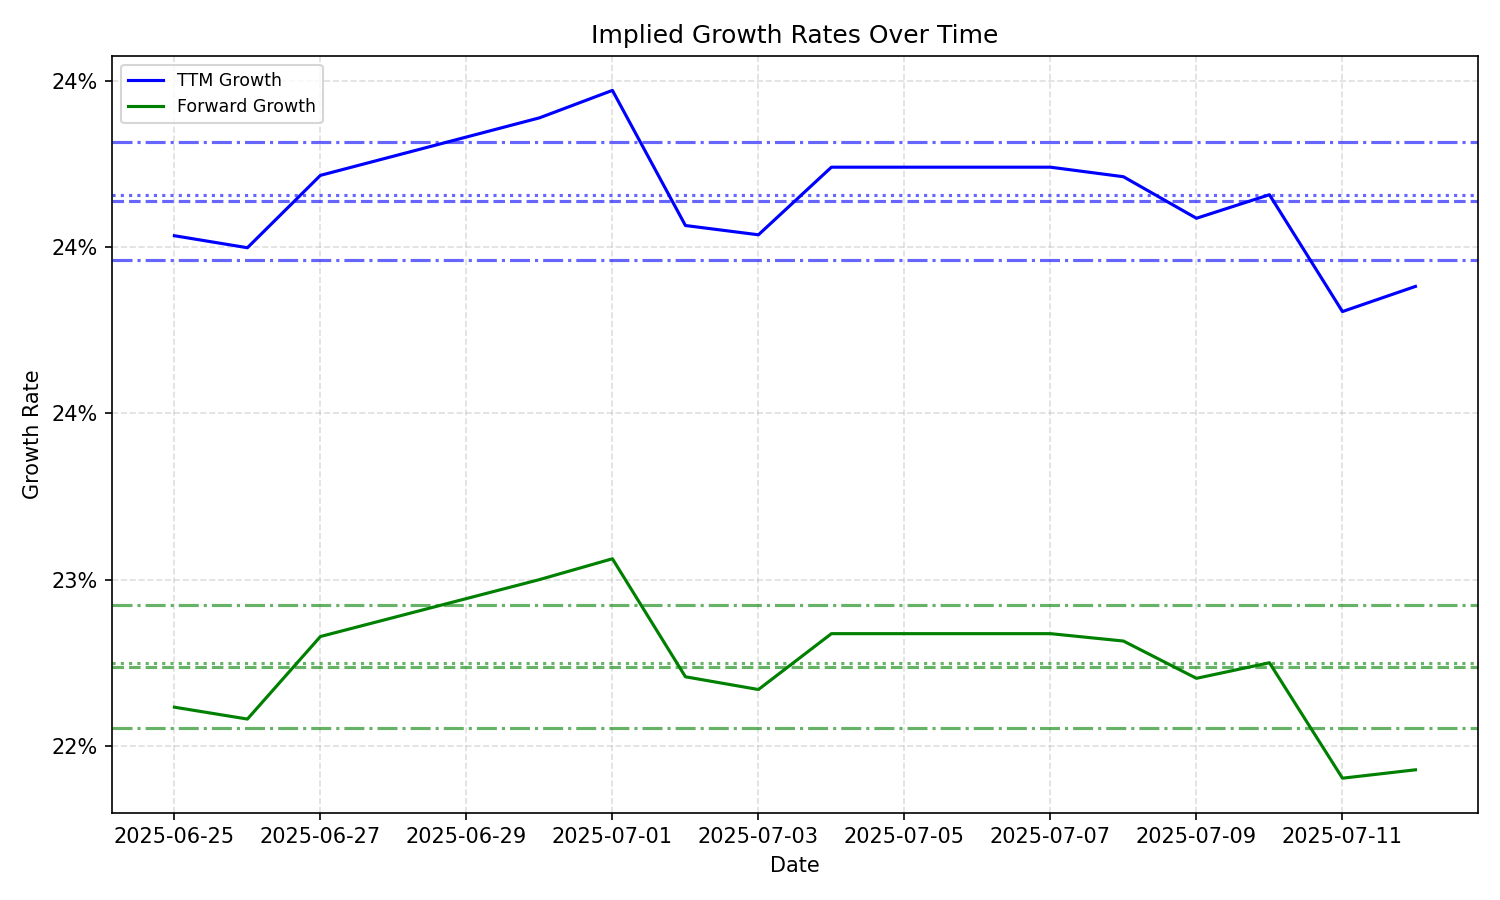 Implied Growth Rates Over Time
TTM Growth
Forward Growth
24%
24%
24%
23%
22%
Growth Rate
2025-06-25 2025-06-27 2025-06-29 2025-07-01 2025-07-03 2025-07-05 2025-07-07 2025-07-09 2025-07-11
Date